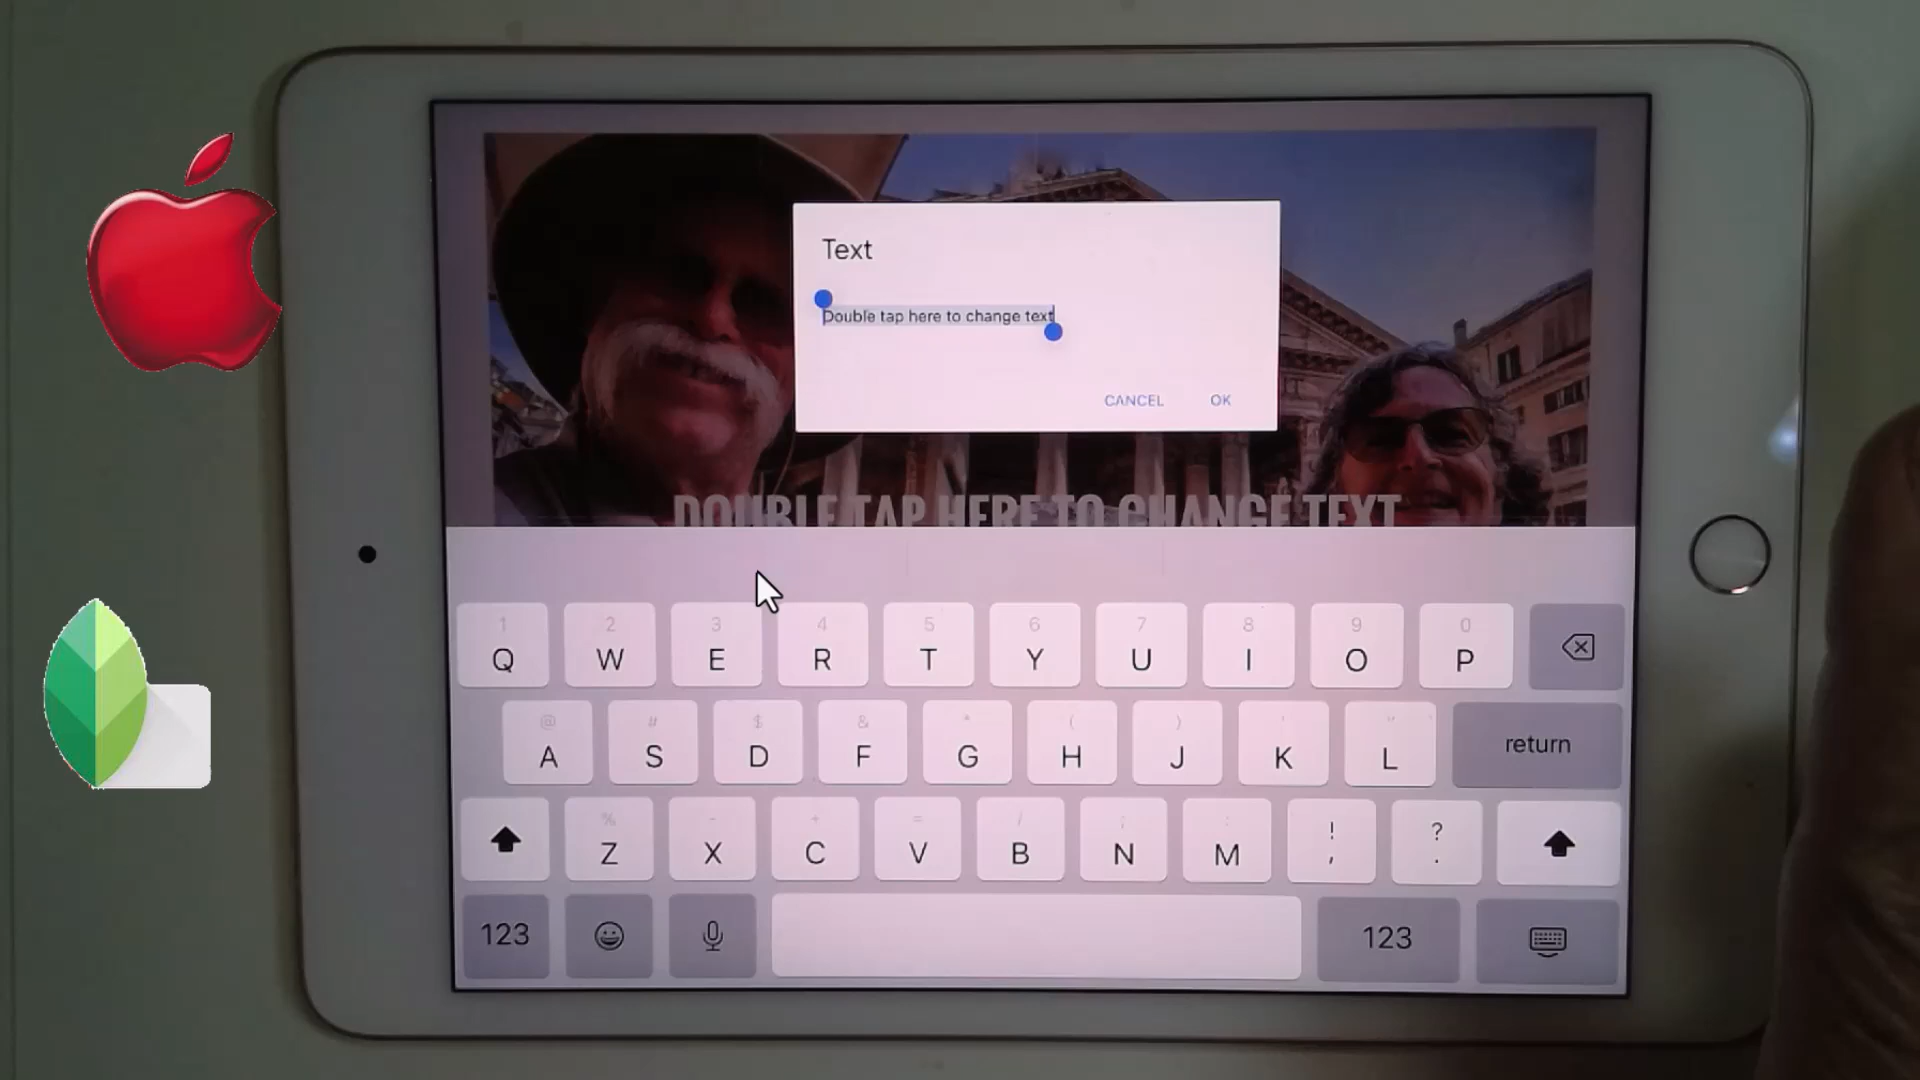 Text
Double tap here to change text
CANCEL OK
DOUBLE TAP HERE TO CHANGE TEXT
1 2 3 4 5 6 7 8 9 0
Q W E R T Y U I O P
@ # $ & * ( ) ' "
A S D F G H J K L return
% - + = / ; : ! ?
Z X C V B N M , .
123 123